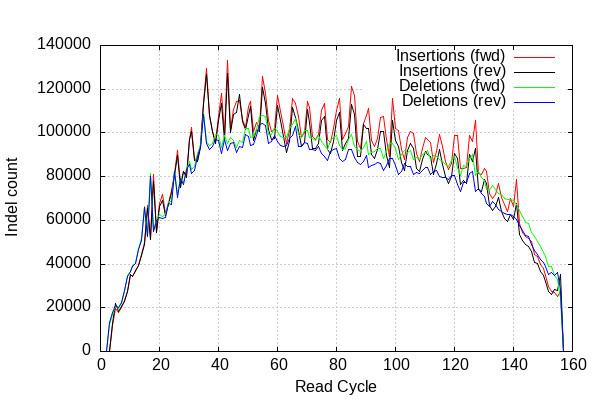 140000
120000
100000
80000
60000
40000
20000
0
Indel count
Insertions (fwd)
Insertions (rev)
Deletions (fwd)
Deletions (rev)
0 20 40 60 80 100 120 140 160
Read Cycle